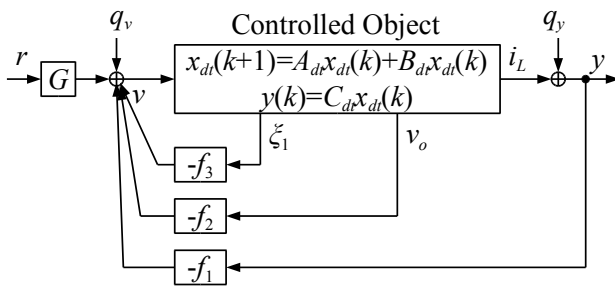 Controlled Object
q_v
q_y
r
G
v
x_dt(k+1)=A_dt x_dt(k)+B_dt x_dt(k)
y(k)=C_dt x_dt(k)
i_L
y
ξ_1
v_o
-f_3
-f_2
-f_1